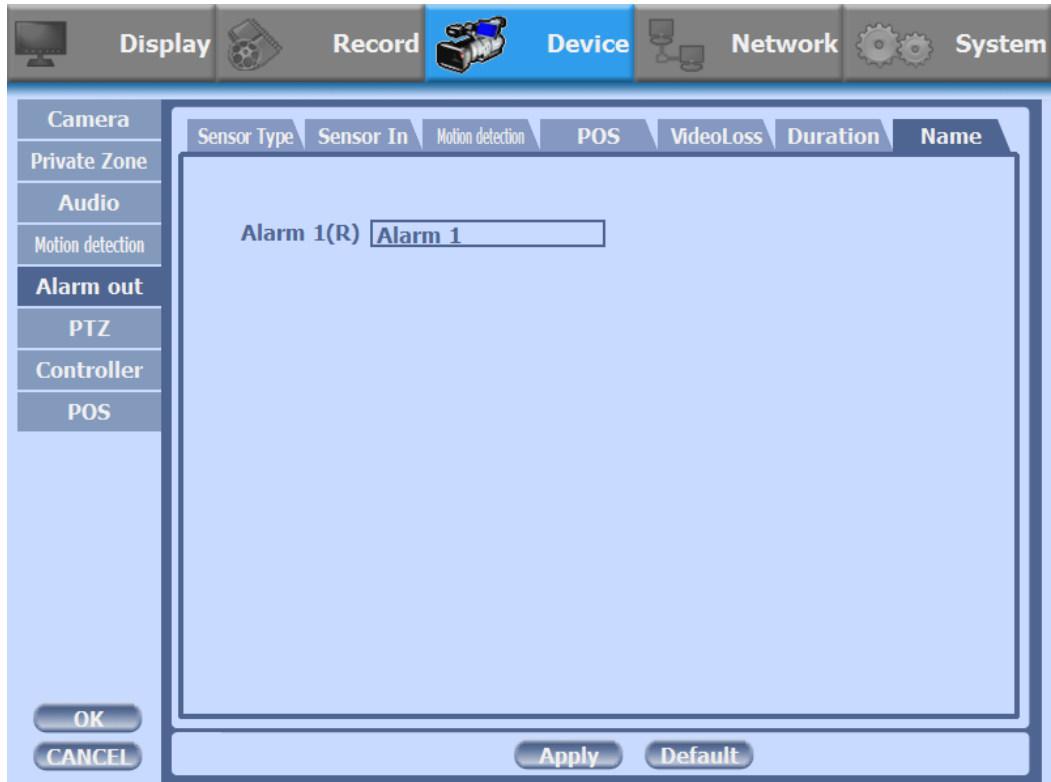 Display Record Device Network System
Camera
Private Zone
Audio
Motion detection
Alarm out
PTZ
Controller
POS
Sensor Type Sensor In Motion detection POS VideoLoss Duration Name
Alarm 1(R) Alarm 1
OK
CANCEL
Apply Default